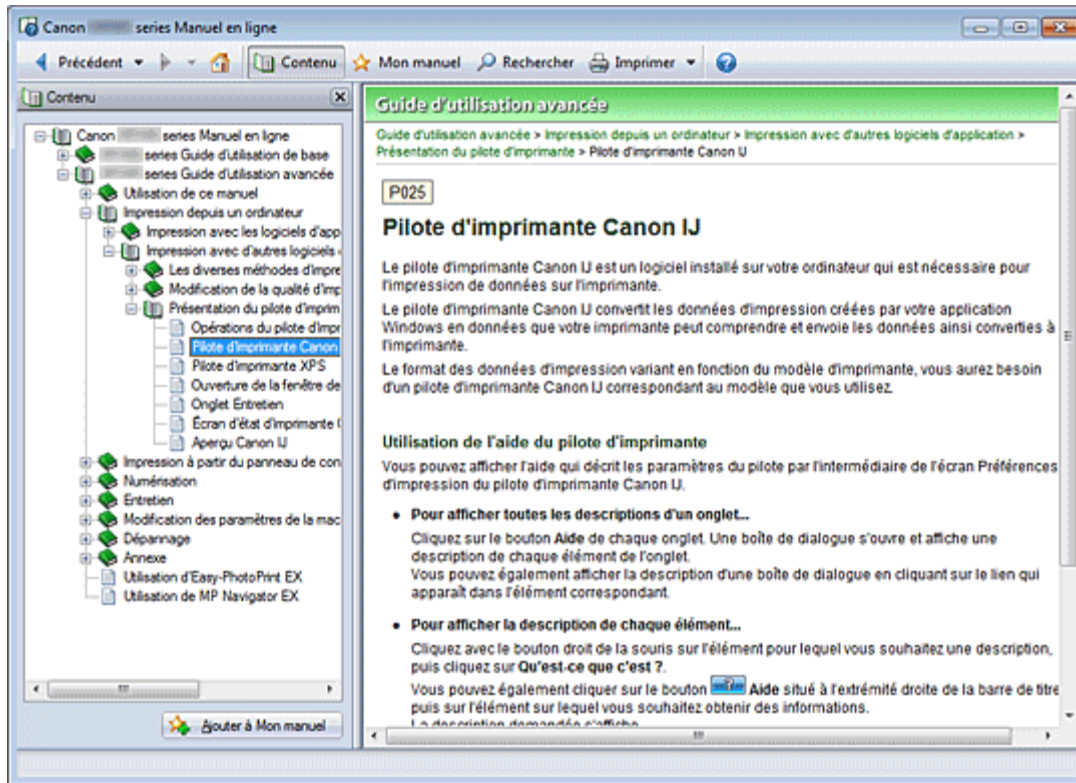 Canon series Manuel en ligne
Précédent
Contenu
Mon manuel
Rechercher
Imprimer
Contenu
Canon series Manuel en ligne
series Guide d'utilisation de base
series Guide d'utilisation avancée
Utilisation de ce manuel
Impression depuis un ordinateur
Impression avec les logiciels d'app
Impression avec d'autres logiciels
Les diverses méthodes d'impre
Modification de la qualité d'imp
Présentation du pilote d'imprim
Opérations du pilote d'impr
Pilote d'imprimante Canon
Pilote d'imprimante XPS
Ouverture de la fenêtre de
Onglet Entretien
Écran d'état d'imprimante
Aperçu Canon IJ
Impression à partir du panneau de con
Numérisation
Entretien
Modification des paramètres de la mac
Dépannage
Annexe
Utilisation d'Easy-PhotoPrint EX
Utilisation de MP Navigator EX
Ajouter à Mon manuel
Guide d'utilisation avancée
Guide d'utilisation avancée > Impression depuis un ordinateur > Impression avec d'autres logiciels d'application >
Présentation du pilote d'imprimante > Pilote d'imprimante Canon IJ
P025
Pilote d'imprimante Canon IJ
Le pilote d'imprimante Canon IJ est un logiciel installé sur votre ordinateur qui est nécessaire pour
l'impression de données sur l'imprimante.
Le pilote d'imprimante Canon IJ convertit les données d'impression créées par votre application
Windows en données que votre imprimante peut comprendre et envoie les données ainsi converties à
l'imprimante.
Le format des données d'impression variant en fonction du modèle d'imprimante, vous aurez besoin
d'un pilote d'imprimante Canon IJ correspondant au modèle que vous utilisez.
Utilisation de l'aide du pilote d'imprimante
Vous pouvez afficher l'aide qui décrit les paramètres du pilote par l'intermédiaire de l'écran Préférences
d'impression du pilote d'imprimante Canon IJ.
• Pour afficher toutes les descriptions d'un onglet...
Cliquez sur le bouton Aide de chaque onglet. Une boîte de dialogue s'ouvre et affiche une
description de chaque élément de l'onglet.
Vous pouvez également afficher la description d'une boîte de dialogue en cliquant sur le lien qui
apparaît dans l'élément correspondant.
• Pour afficher la description de chaque élément...
Cliquez avec le bouton droit de la souris sur l'élément pour lequel vous souhaitez une description,
puis cliquez sur Qu'est-ce que c'est ?.
Vous pouvez également cliquer sur le bouton Aide situé à l'extrémité droite de la barre de titre
puis sur l'élément sur lequel vous souhaitez obtenir des informations.
La description demandée s'affiche.